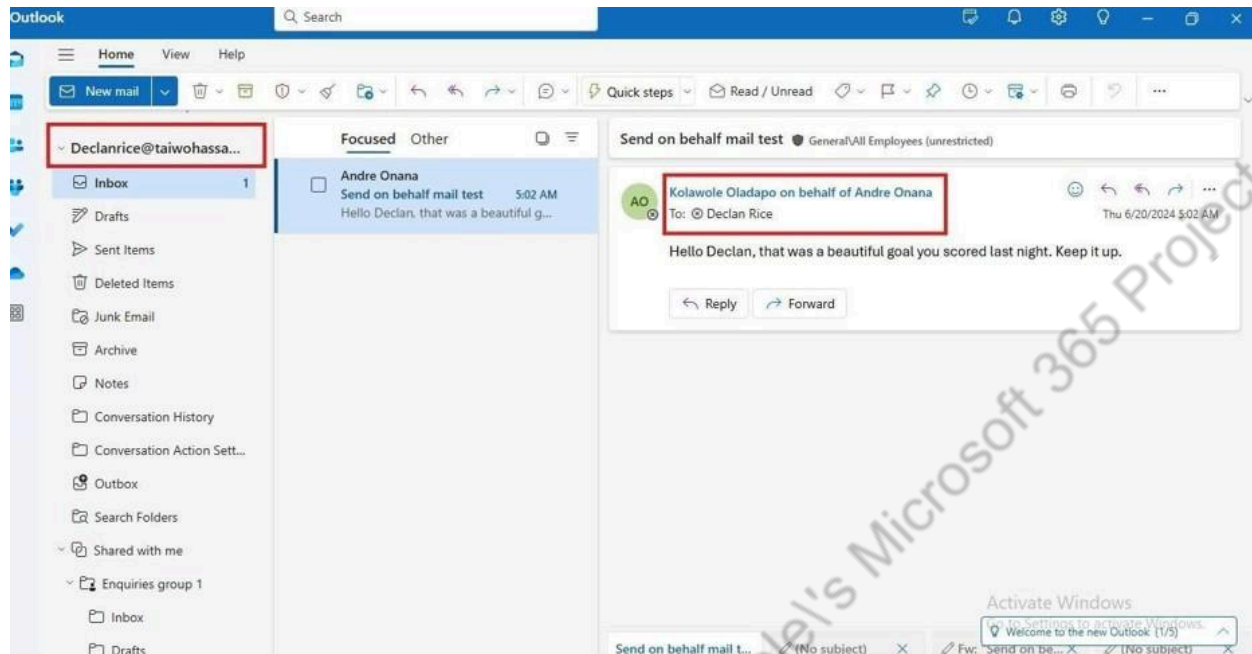 Outlook
Search
Home View Help
New mail
Quick steps
Read / Unread
Declanrice@taiwohassa...
Inbox 1
Drafts
Sent Items
Deleted Items
Junk Email
Archive
Notes
Conversation History
Conversation Action Sett...
Outbox
Search Folders
Shared with me
Enquiries group 1
Inbox
Drafts
Focused Other
Andre Onana
Send on behalf mail test 5:02 AM
Hello Declan, that was a beautiful g...
Send on behalf mail test General\All Employees (unrestricted)
AO
Kolawole Oladapo on behalf of Andre Onana
To: Declan Rice
Thu 6/20/2024 5:02 AM
Hello Declan, that was a beautiful goal you scored last night. Keep it up.
Reply Forward
Microsoft 365 Project
Activate Windows
Go to Settings to activate Windows.
Welcome to the new Outlook (1/5)
Send on behalf mail t... (No subject) Fw: "Send on be... (No subject)